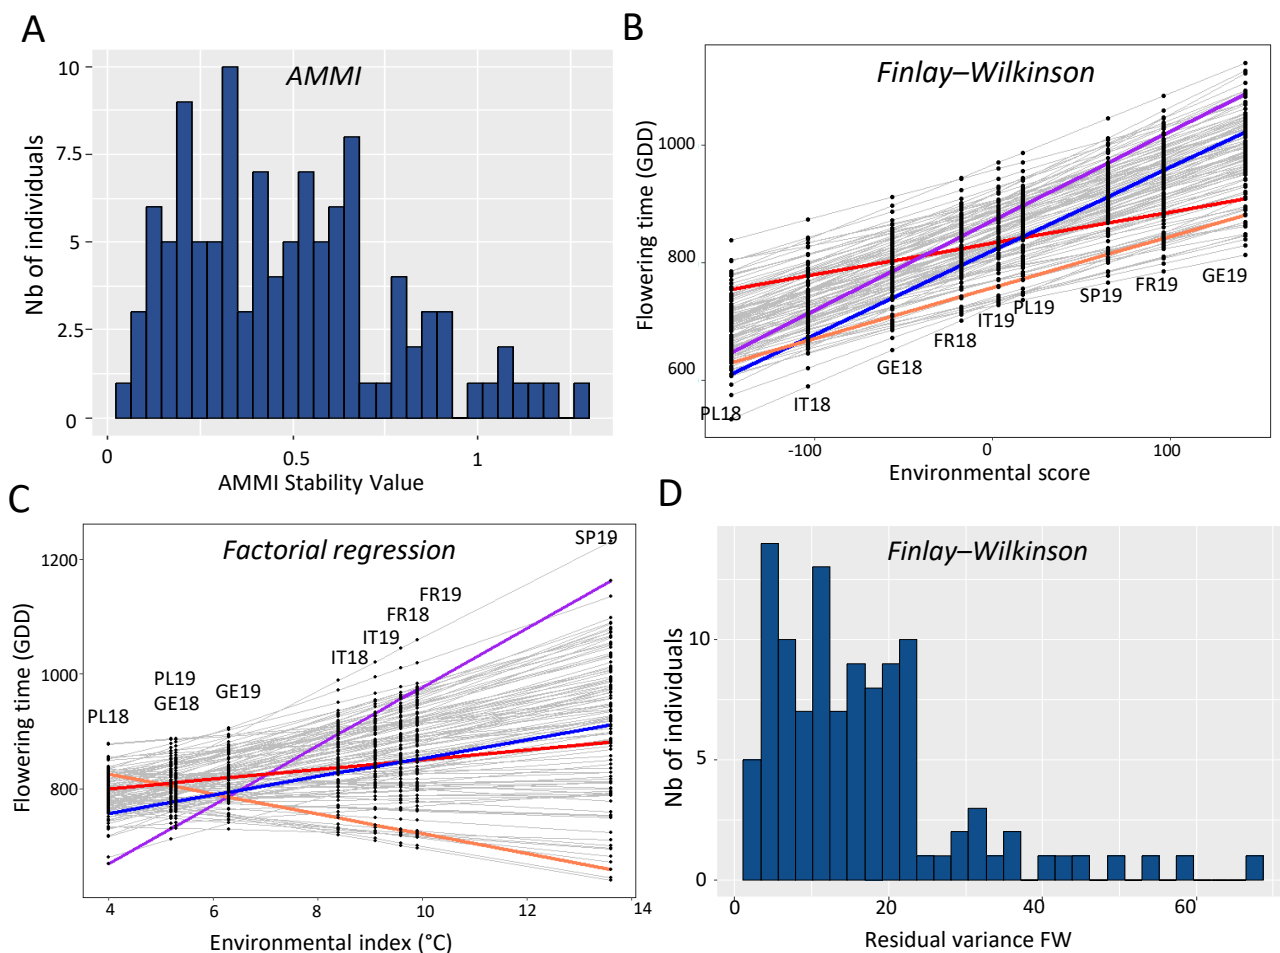 A
AMMI
Nb of individuals
10
7.5
5
2.5
0
0
0.5
1
AMMI Stability Value
B
Finlay–Wilkinson
Flowering time (GDD)
1000
800
600
PL18
IT18
GE18
FR18
IT19
PL19
SP19
FR19
GE19
-100
0
100
Environmental score
C
Factorial regression
Flowering time (GDD)
1200
1000
800
PL18
PL19
GE18
GE19
IT18
IT19
FR18
FR19
SP19
4
6
8
10
12
14
Environmental index (°C)
D
Finlay–Wilkinson
Nb of individuals
10
5
0
0
20
40
60
Residual variance FW